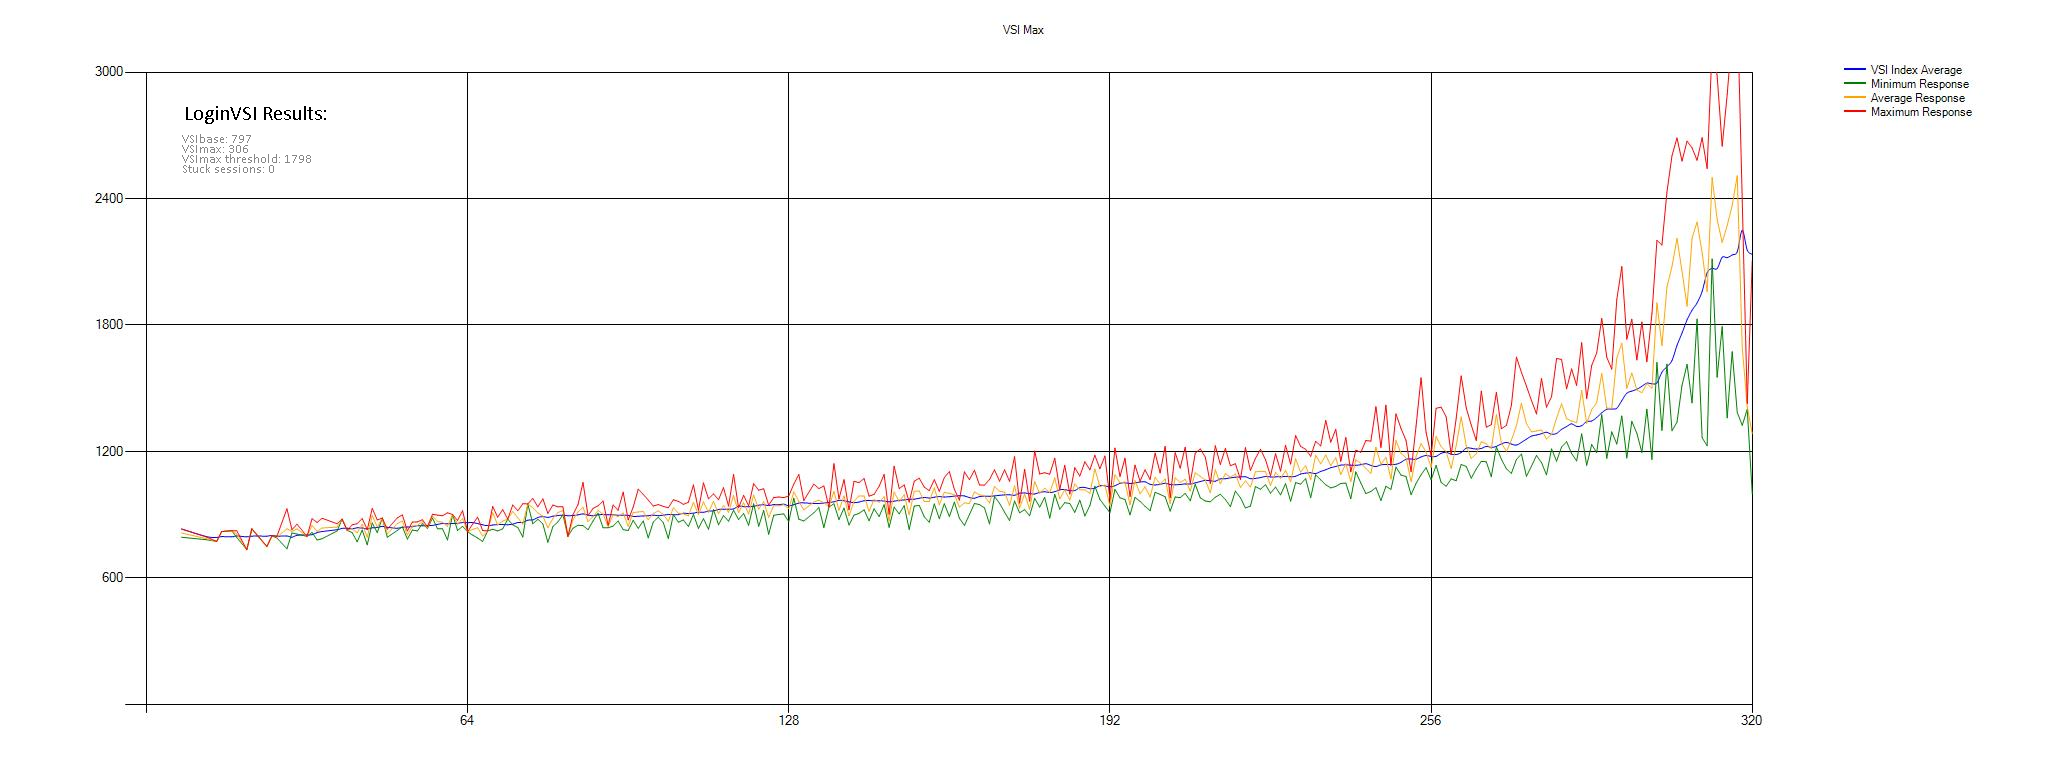 VSI Max
3000
2400
1800
1200
600
LoginVSI Results:
VSIbase: 797
VSImax: 306
VSImax threshold: 1798
Stuck sessions: 0
VSI Index Average
Minimum Response
Average Response
Maximum Response
64
128
192
256
320